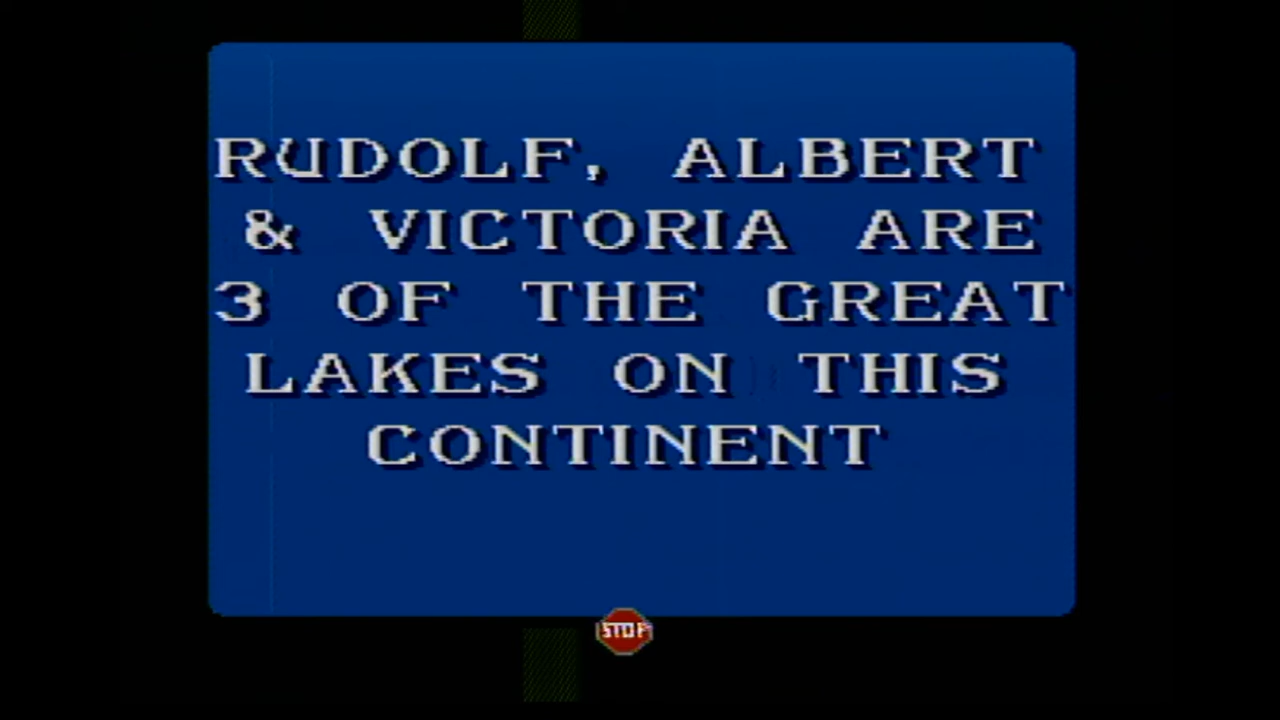 RUDOLF, ALBERT
& VICTORIA ARE
3 OF THE GREAT
LAKES ON THIS
CONTINENT
STOP